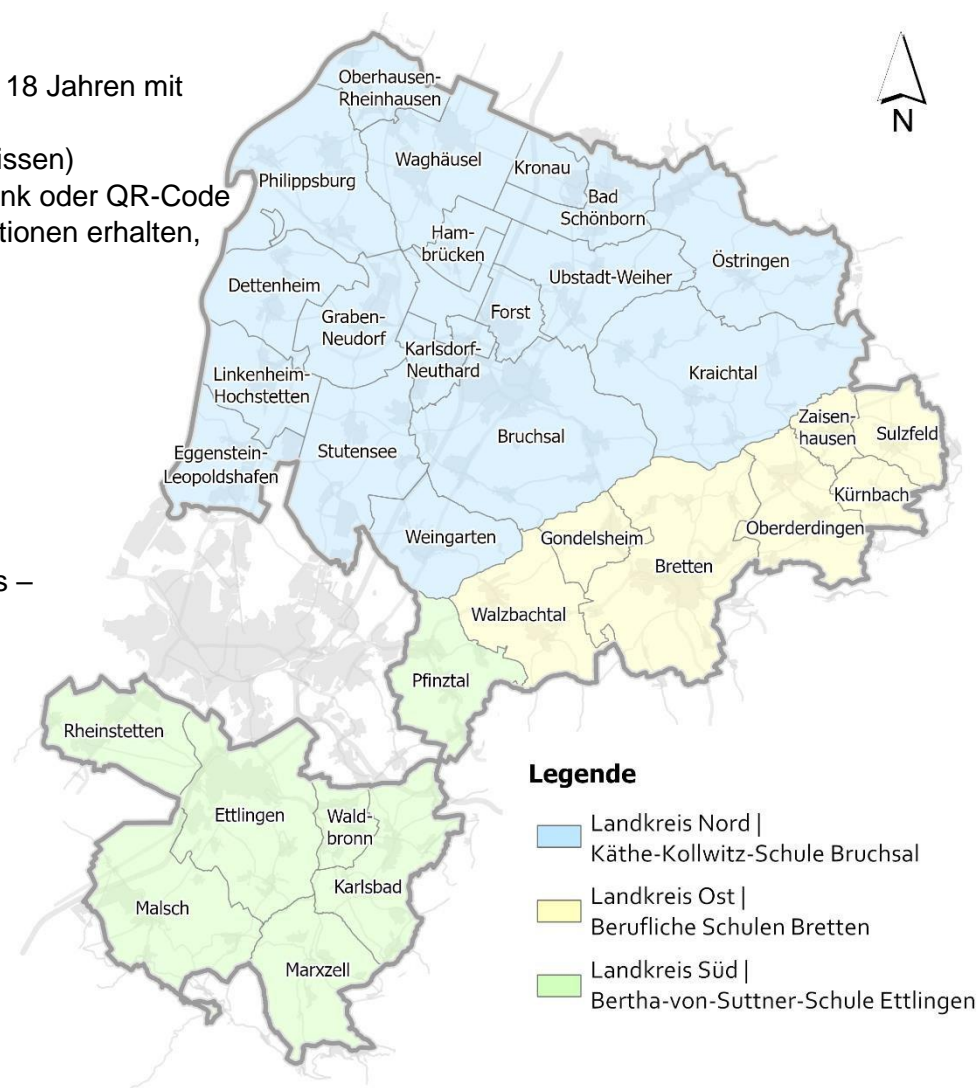 18 Jahren mit
issen)
nk oder QR-Code
tionen erhalten,
s –
N
Oberhausen-
Rheinhausen
Waghäusel
Kronau
Philippsburg
Bad
Schönborn
Ham-
brücken
Östringen
Ubstadt-Weiher
Dettenheim
Forst
Graben-
Neudorf
Karlsdorf-
Neuthard
Linkenheim-
Hochstetten
Kraichtal
Zaisen-
hausen
Sulzfeld
Bruchsal
Stutensee
Eggenstein-
Leopoldshafen
Kürnbach
Oberderdingen
Weingarten
Gondelsheim
Bretten
Walzbachtal
Pfinztal
Rheinstetten
Ettlingen
Wald-
bronn
Karlsbad
Malsch
Marxzell
Legende
Landkreis Nord |
Käthe-Kollwitz-Schule Bruchsal
Landkreis Ost |
Berufliche Schulen Bretten
Landkreis Süd |
Bertha-von-Suttner-Schule Ettlingen